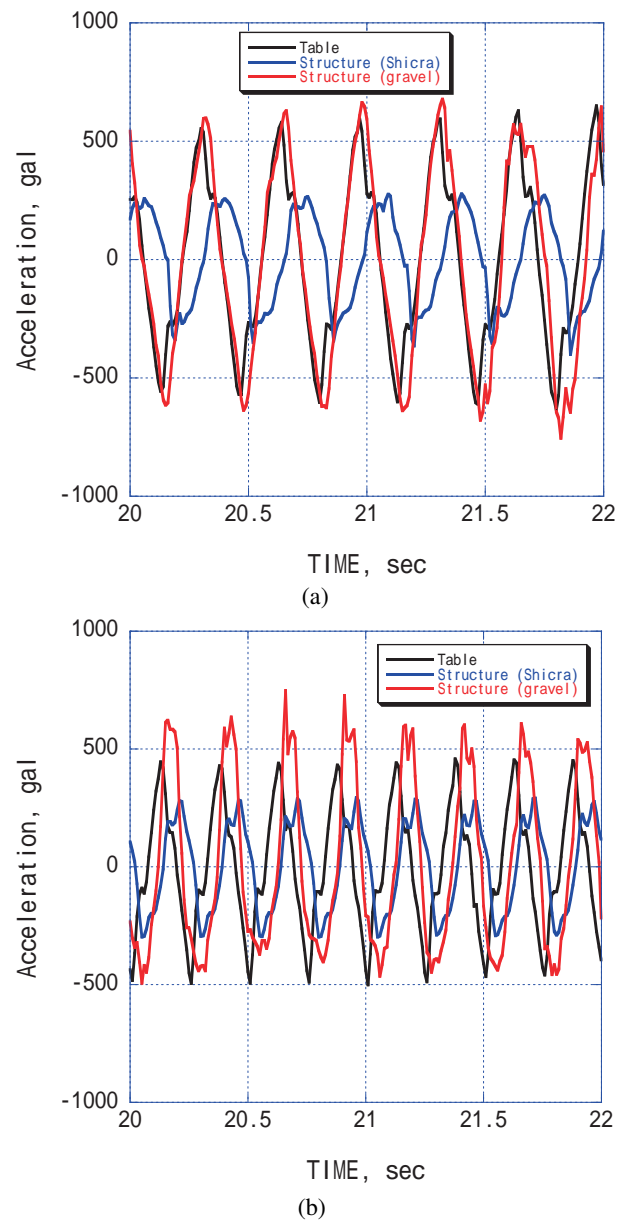 1000
500
0
-500
-1000
Acceleration, gal
Table
Structure (Shicra)
Structure (gravel)
20 20.5 21 21.5 22
TIME, sec
(a)
1000
500
0
-500
-1000
Acceleration, gal
Table
Structure (Shicra)
Structure (gravel)
20 20.5 21 21.5 22
TIME, sec
(b)